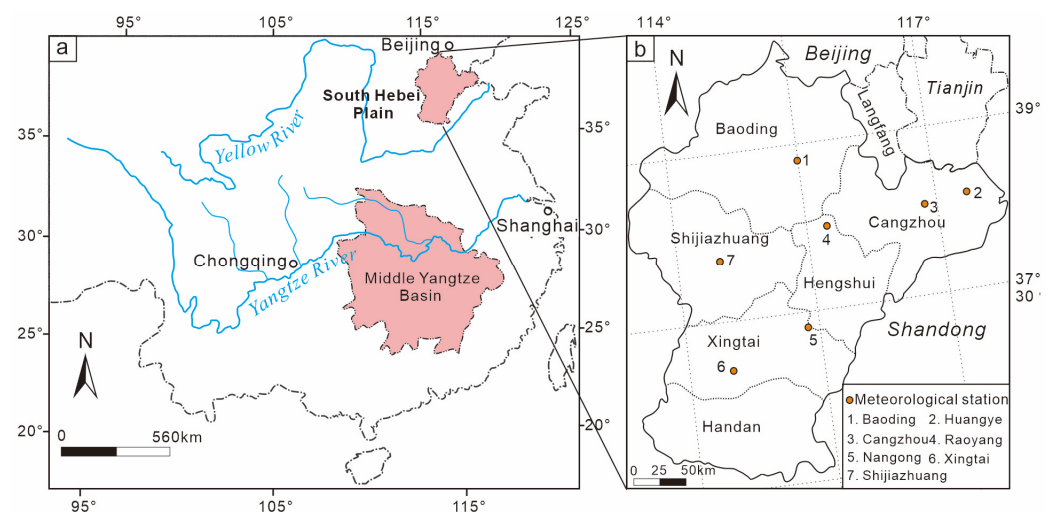 95°
105°
115°
125°
a
Beijing
South Hebei
Plain
35°
35°
Yellow River
Shanghai
30°
30°
Chongqing
Yangtze River
Middle Yangtze
Basin
25°
25°
N
20°
20°
0 560km
95°
105°
115°
114°
117°
b
Beijing
N
Tianjin
Langfang
39°
Baoding
1
2
3
Cangzhou
4
Shijiazhuang
7
Hengshui
37°
30'
Shandong
5
Xingtai
6
Handan
0 25 50km
Meteorological station
1. Baoding 2. Huangye
3. Cangzhou 4. Raoyang
5. Nangong 6. Xingtai
7. Shijiazhuang